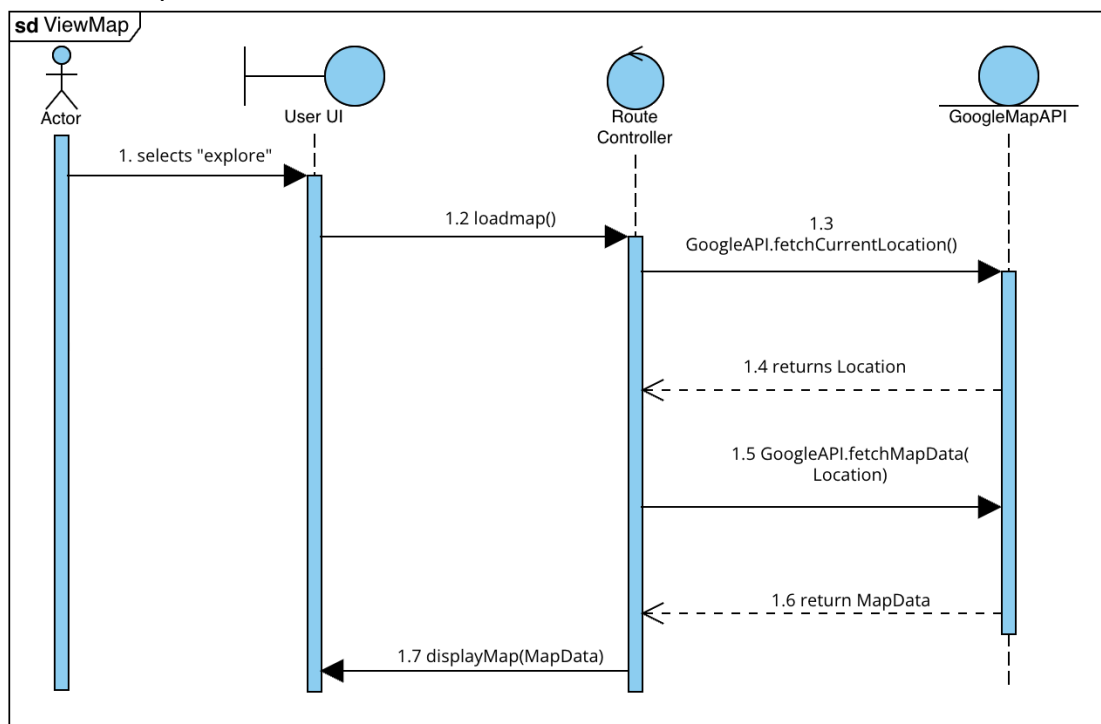 sd ViewMap
Actor
User UI
Route
Controller
GoogleMapAPI
1. selects "explore"
1.2 loadmap()
1.3
GoogleAPI.fetchCurrentLocation()
1.4 returns Location
1.5 GoogleAPI.fetchMapData(
Location)
1.6 return MapData
1.7 displayMap(MapData)